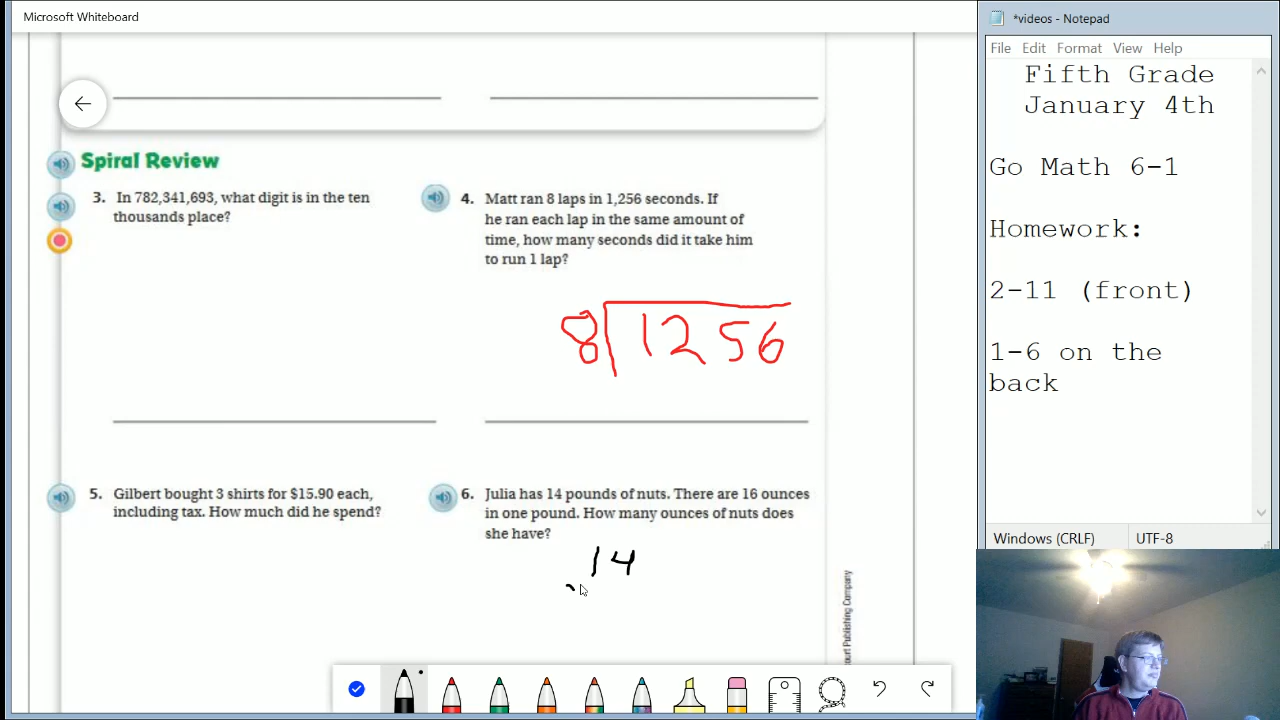 Microsoft Whiteboard
Spiral Review
3. In 782,341,693, what digit is in the ten
thousands place?
4. Matt ran 8 laps in 1,256 seconds. If
he ran each lap in the same amount of
time, how many seconds did it take him
to run 1 lap?
8 1256
5. Gilbert bought 3 shirts for $15.90 each,
including tax. How much did he spend?
6. Julia has 14 pounds of nuts. There are 16 ounces
in one pound. How many ounces of nuts does
she have?
14
court Publishing Company
*videos - Notepad
File Edit Format View Help
Fifth Grade
January 4th
Go Math 6-1
Homework:
2-11 (front)
1-6 on the
back
Windows (CRLF) UTF-8